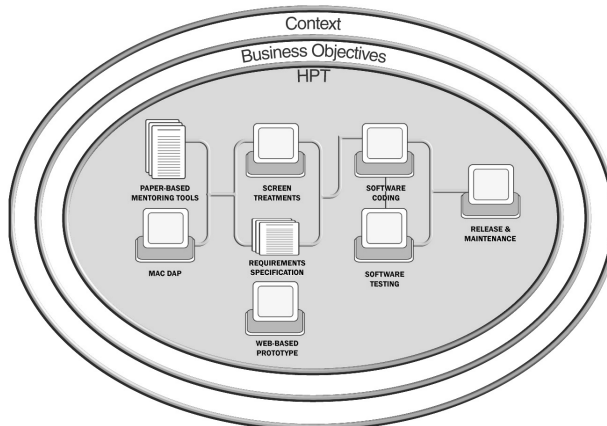 Context
Business Objectives
HPT
PAPER-BASED
MENTORING TOOLS
SCREEN
TREATMENTS
SOFTWARE
CODING
RELEASE &
MAINTENANCE
MAC DAP
REQUIREMENTS
SPECIFICATION
SOFTWARE
TESTING
WEB-BASED
PROTOTYPE